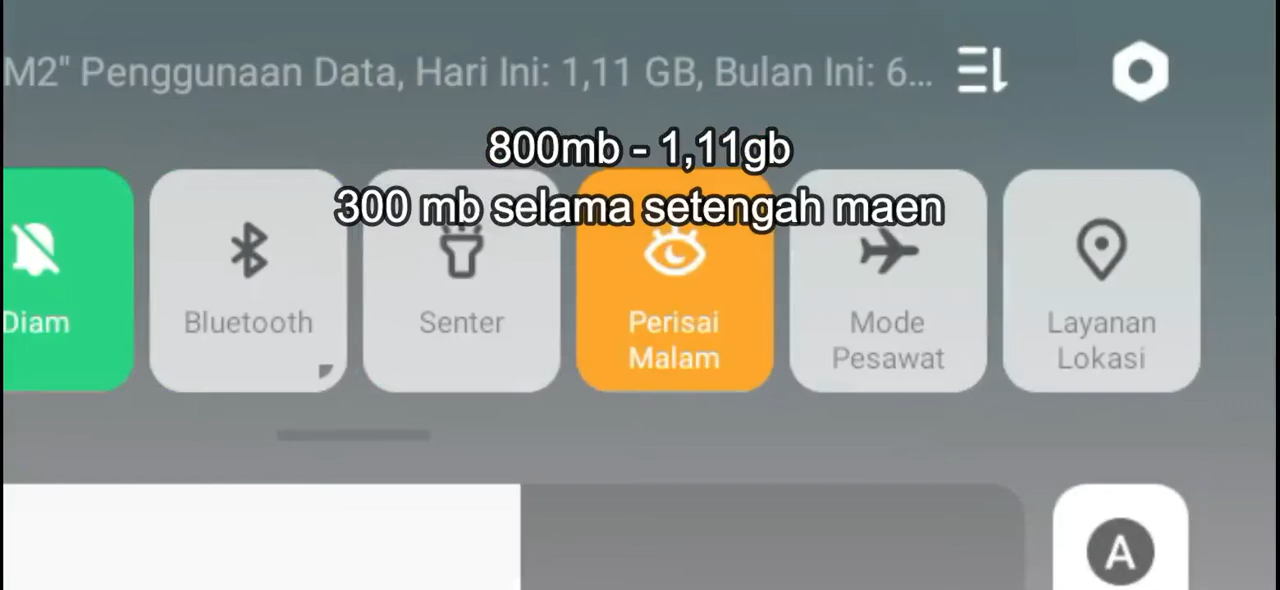 M2" Penggunaan Data, Hari Ini: 1,11 GB, Bulan Ini: 6...
800mb - 1,11gb
300 mb selama setengah maen
Diam
Bluetooth
Senter
Perisai
Malam
Mode
Pesawat
Layanan
Lokasi
A